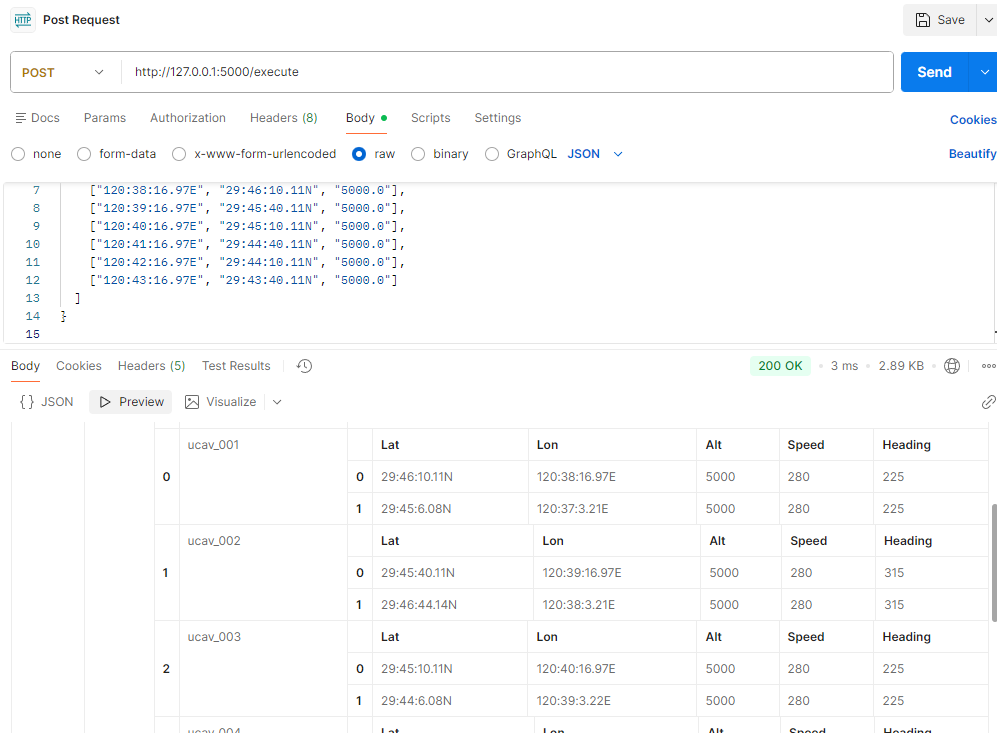 HTTP Post Request Save
POST http://127.0.0.1:5000/execute Send
Docs Params Authorization Headers (8) Body Scripts Settings Cookies
none form-data x-www-form-urlencoded raw binary GraphQL JSON Beautify
7 ["120:38:16.97E", "29:46:10.11N", "5000.0"],
8 ["120:39:16.97E", "29:45:40.11N", "5000.0"],
9 ["120:40:16.97E", "29:45:10.11N", "5000.0"],
10 ["120:41:16.97E", "29:44:40.11N", "5000.0"],
11 ["120:42:16.97E", "29:44:10.11N", "5000.0"],
12 ["120:43:16.97E", "29:43:40.11N", "5000.0"]
13 ]
14 }
15
Body Cookies Headers (5) Test Results 200 OK • 3 ms • 2.89 KB •
{} JSON Preview Visualize
ucav_001 Lat Lon Alt Speed Heading
0 0 29:46:10.11N 120:38:16.97E 5000 280 225
1 29:45:6.08N 120:37:3.21E 5000 280 225
ucav_002 Lat Lon Alt Speed Heading
1 0 29:45:40.11N 120:39:16.97E 5000 280 315
1 29:46:44.14N 120:38:3.21E 5000 280 315
ucav_003 Lat Lon Alt Speed Heading
2 0 29:45:10.11N 120:40:16.97E 5000 280 225
1 29:44:6.08N 120:39:3.22E 5000 280 225
ucav_004 Lat Lon Alt Speed Heading